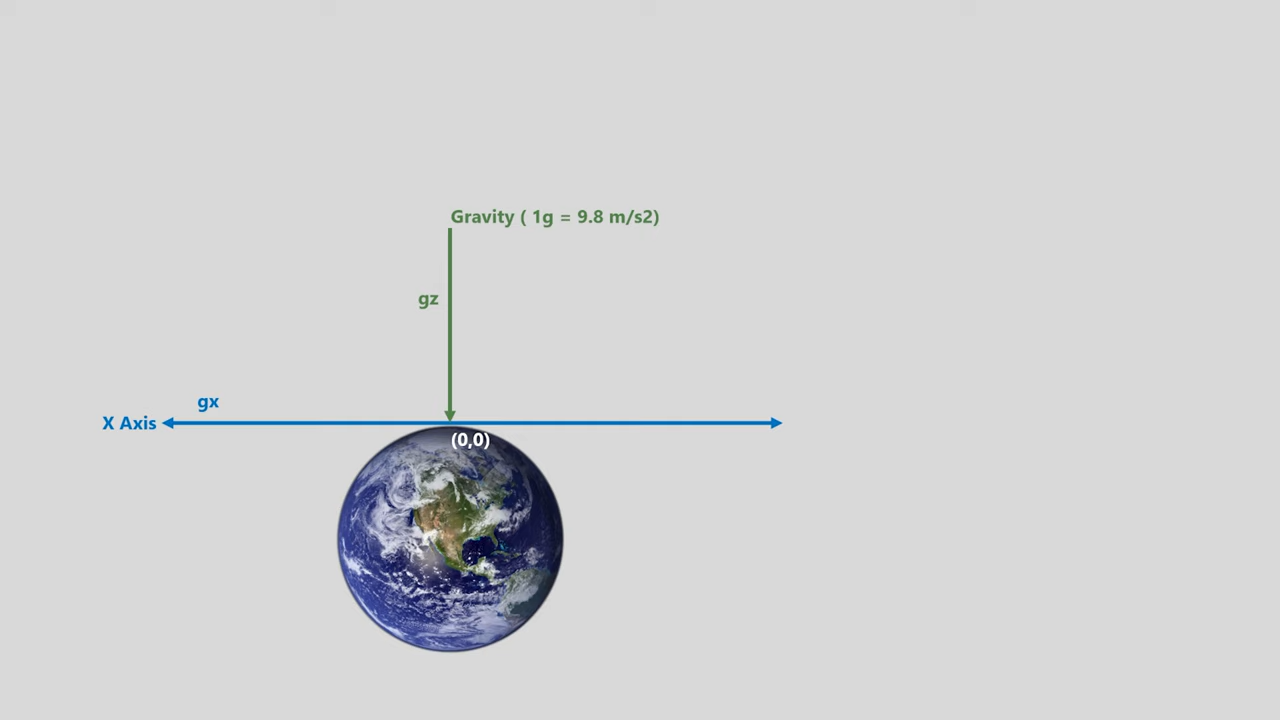 Gravity ( 1g = 9.8 m/s2)
gz
gx
X Axis
(0,0)